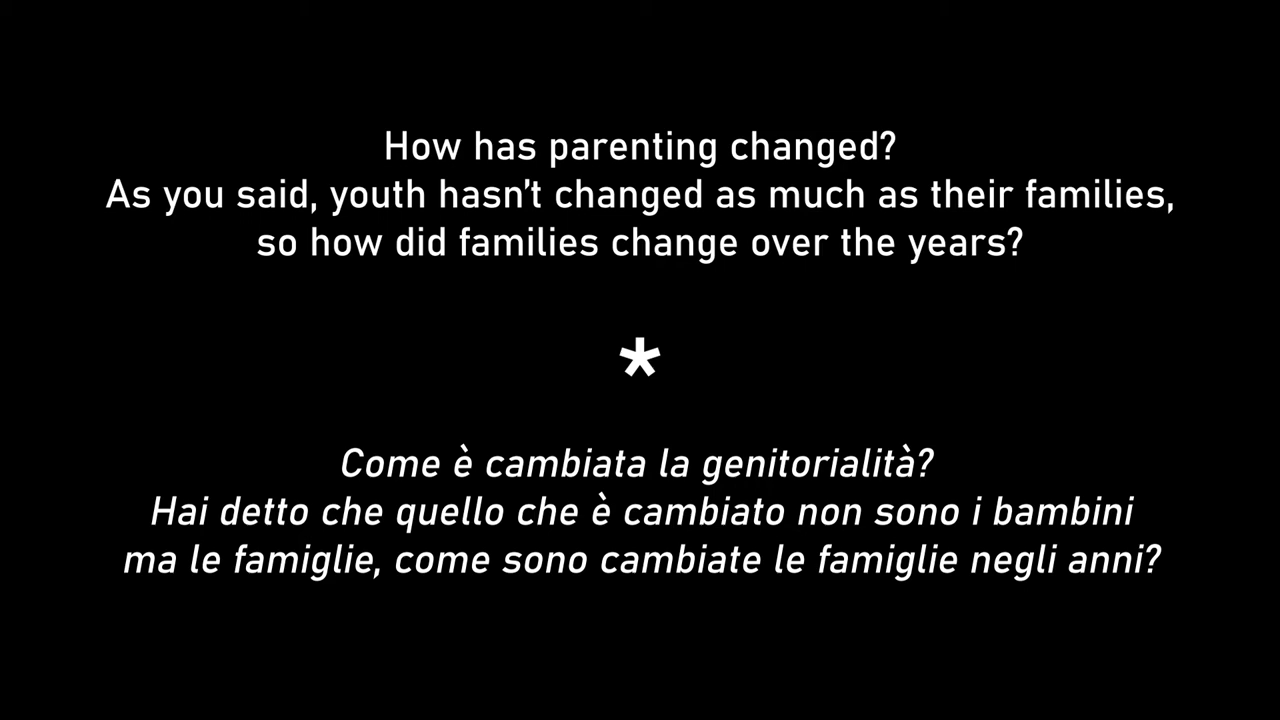 How has parenting changed?
As you said, youth hasn't changed as much as their families,
so how did families change over the years?
*
Come è cambiata la genitorialità?
Hai detto che quello che è cambiato non sono i bambini
ma le famiglie, come sono cambiate le famiglie negli anni?